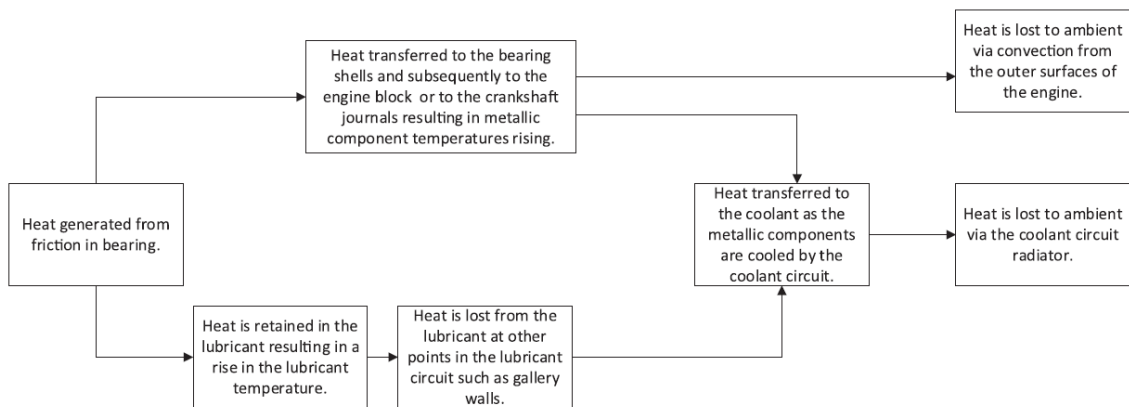 Heat generated from
friction in bearing.
Heat transferred to the bearing
shells and subsequently to the
engine block or to the crankshaft
journals resulting in metallic
component temperatures rising.
Heat is lost to ambient
via convection from
the outer surfaces of
the engine.
Heat is retained in the
lubricant resulting in a
rise in the lubricant
temperature.
Heat is lost from the
lubricant at other
points in the lubricant
circuit such as gallery
walls.
Heat transferred to
the coolant as the
metallic components
are cooled by the
coolant circuit.
Heat is lost to ambient
via the coolant circuit
radiator.